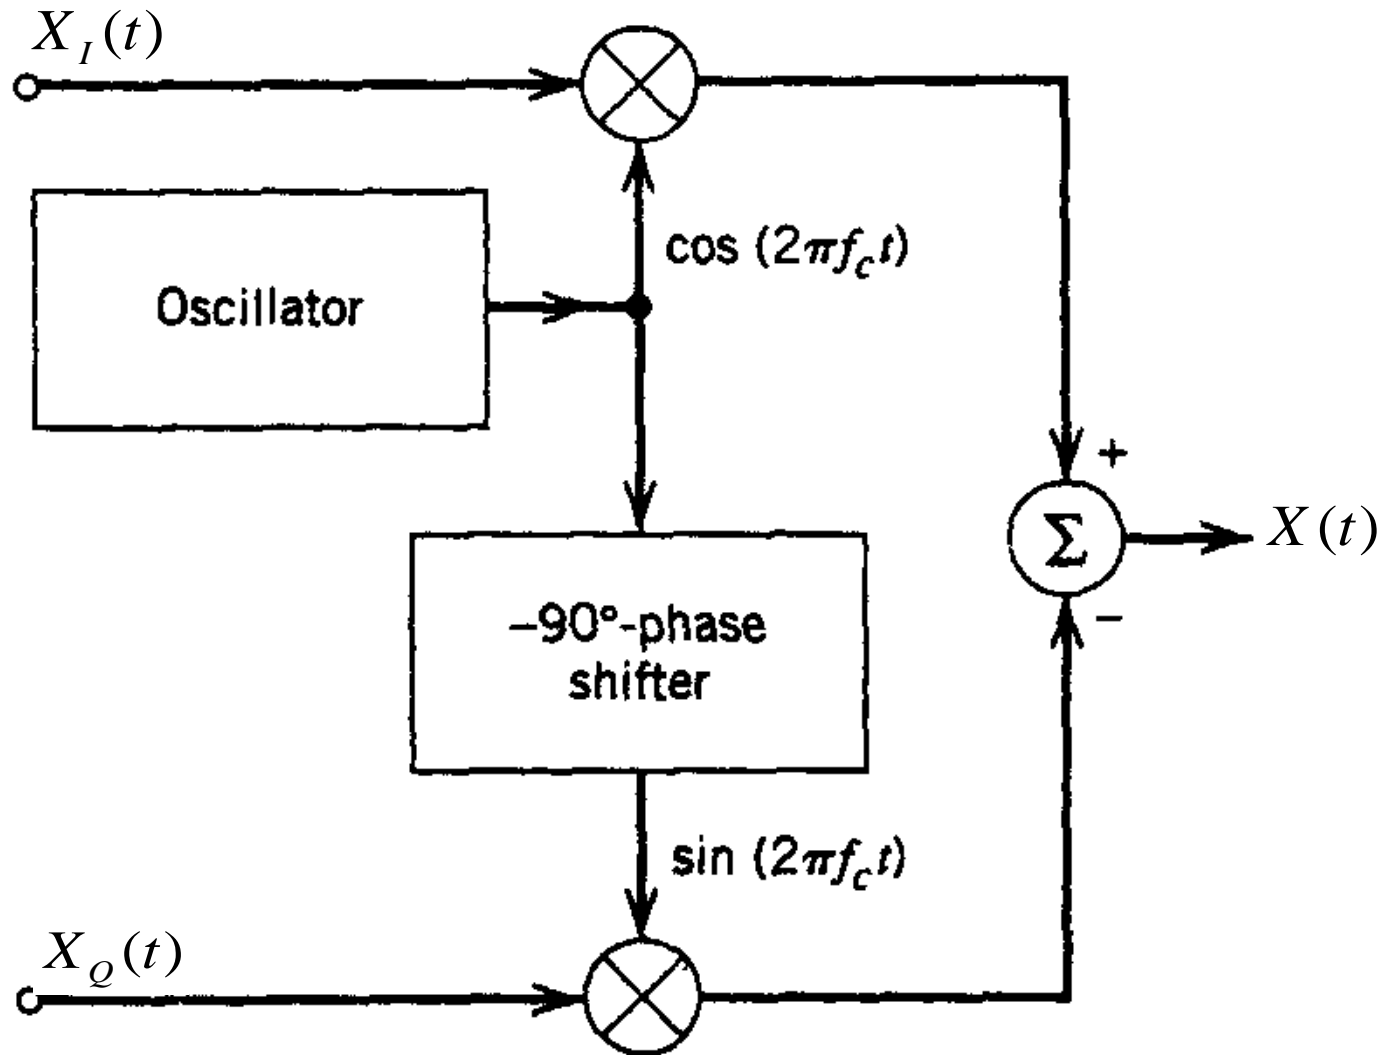 X_I(t)
cos (2πf_c t)
Oscillator
+
Σ
X(t)
−
−90°-phase
shifter
sin (2πf_c t)
X_Q(t)